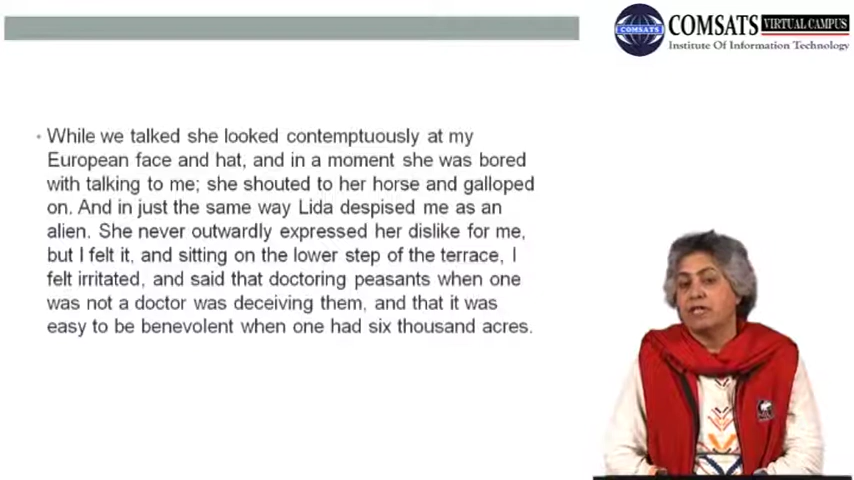 COMSATS VIRTUAL CAMPUS
COMSATS
Institute Of Information Technology
• While we talked she looked contemptuously at my
European face and hat, and in a moment she was bored
with talking to me; she shouted to her horse and galloped
on. And in just the same way Lida despised me as an
alien. She never outwardly expressed her dislike for me,
but I felt it, and sitting on the lower step of the terrace, I
felt irritated, and said that doctoring peasants when one
was not a doctor was deceiving them, and that it was
easy to be benevolent when one had six thousand acres.